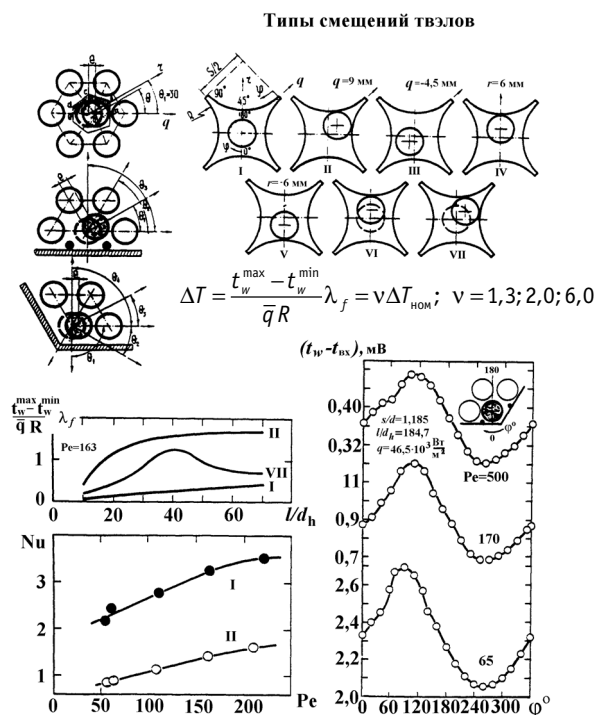 Типы смещений твэлов
q=9 мм
q=-4,5 мм
r=6 мм
I
II
III
IV
r=-6 мм
V
VI
VII
ΔT = (t_w^max – t_w^min)/(q̅ R) λ_f = ν ΔT_ном ; ν = 1,3; 2,0; 6,0
(t_w-t_вх), мВ
t_w^max – t_w^min / q̅ R λ_f
Pe=163
II
VII
I
2
1
0
0 20 40 60 l/d_h
Nu
3
2
1
I
II
50 100 150 200 Pe
180
s/d=1,185
l/d_h=184,7
q=46,5·10³ Вт/м²
0
φ°
Pe=500
170
65
0,40
0,32
11
0,9
0,7
2,6
2,4
2,2
2,0
0 60 120 240 φ°